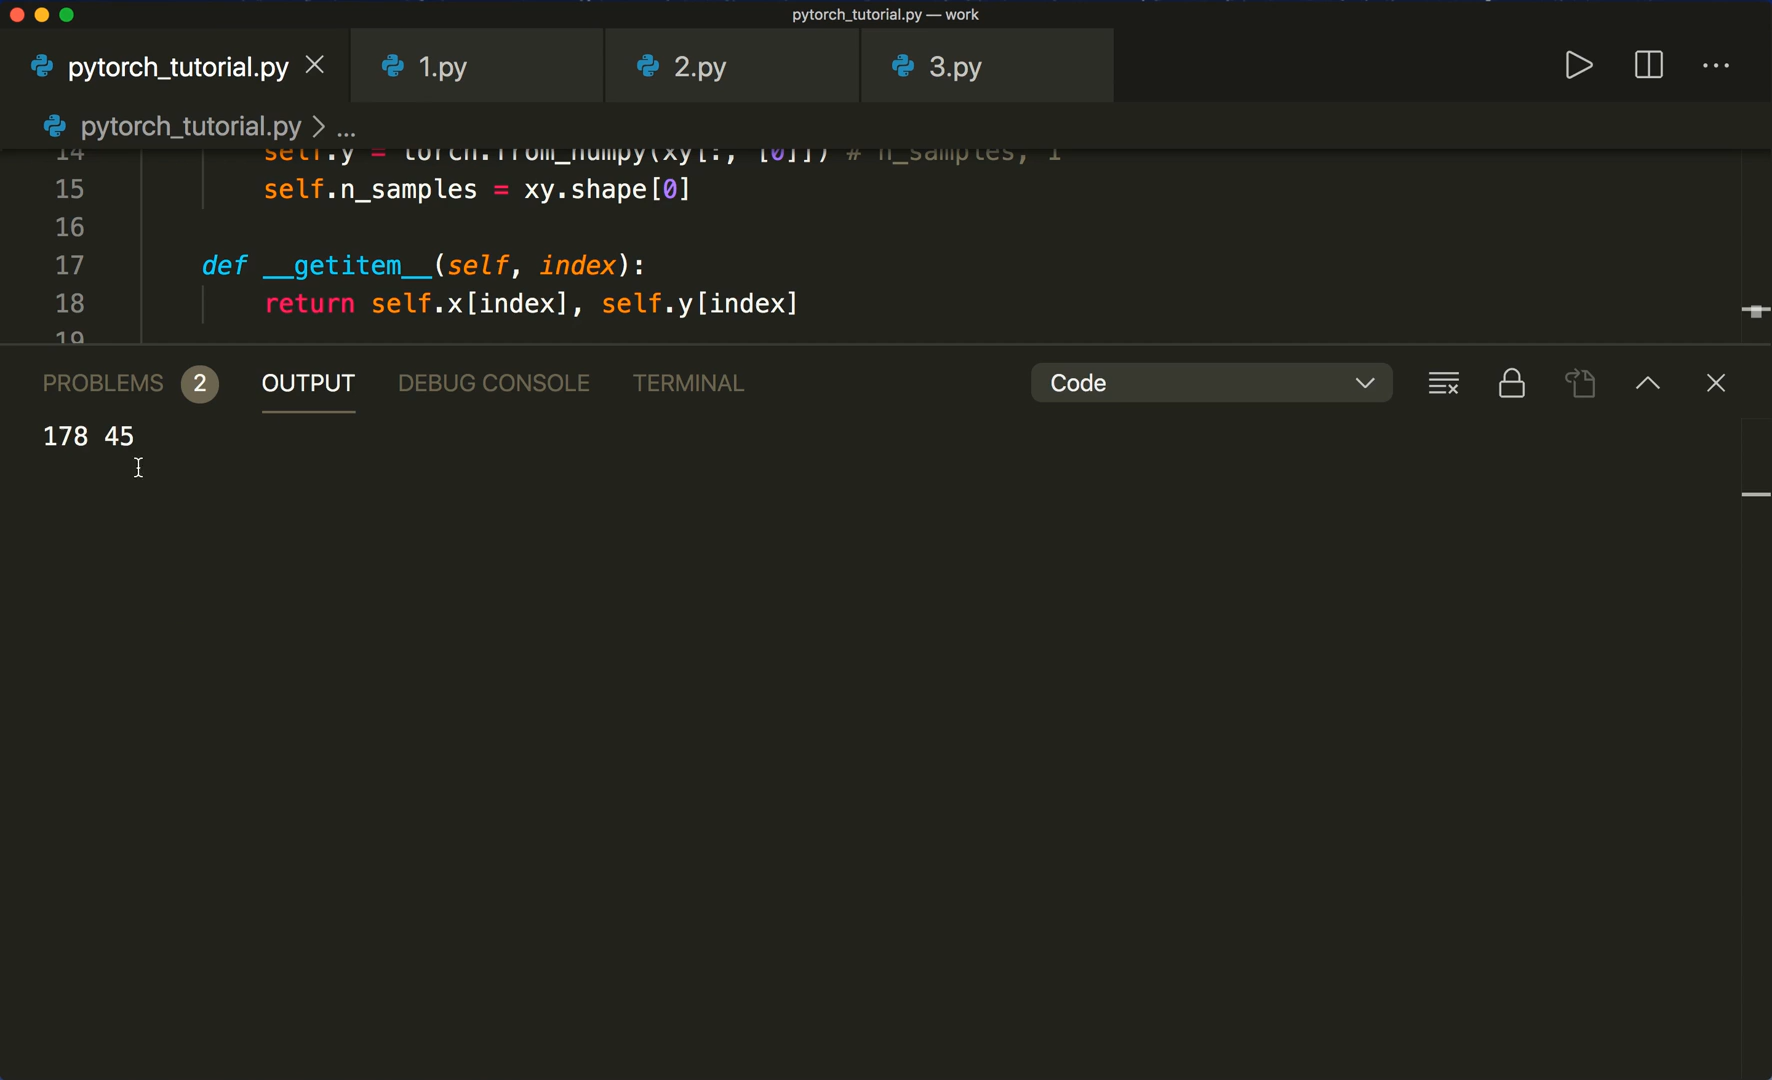 pytorch_tutorial.py — work
pytorch_tutorial.py 1.py 2.py 3.py
pytorch_tutorial.py > ...
14 self.y = torch.from_numpy(xy[:, [0]]) # n_samples, 1
15 self.n_samples = xy.shape[0]
16
17 def __getitem__(self, index):
18 return self.x[index], self.y[index]
19
PROBLEMS 2 OUTPUT DEBUG CONSOLE TERMINAL Code
178 45